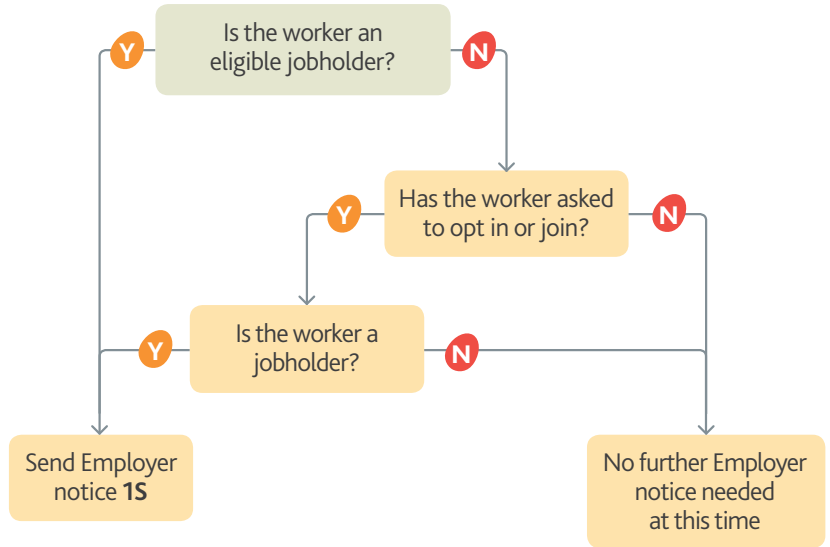 Is the worker an
eligible jobholder?
Y
N
Has the worker asked
to opt in or join?
Y
N
Is the worker a
jobholder?
Y
N
Send Employer
notice 1S
No further Employer
notice needed
at this time